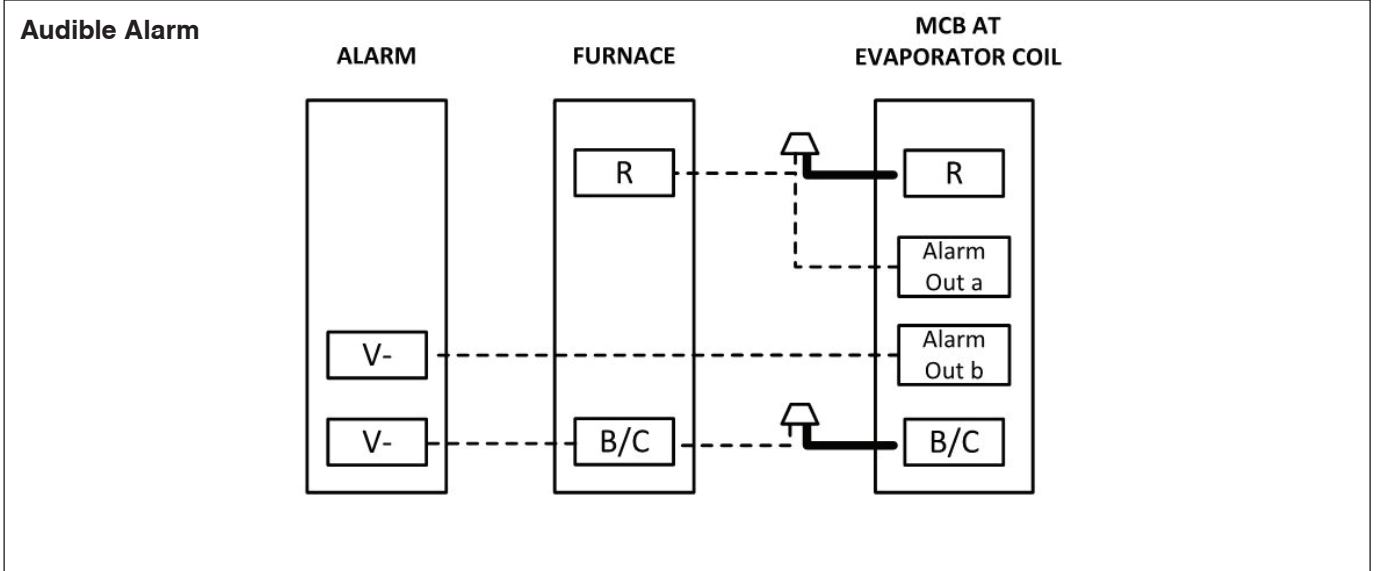 Audible Alarm
ALARM
FURNACE
MCB AT
EVAPORATOR COIL
R
R
Alarm
Out a
V-
Alarm
Out b
V-
B/C
B/C